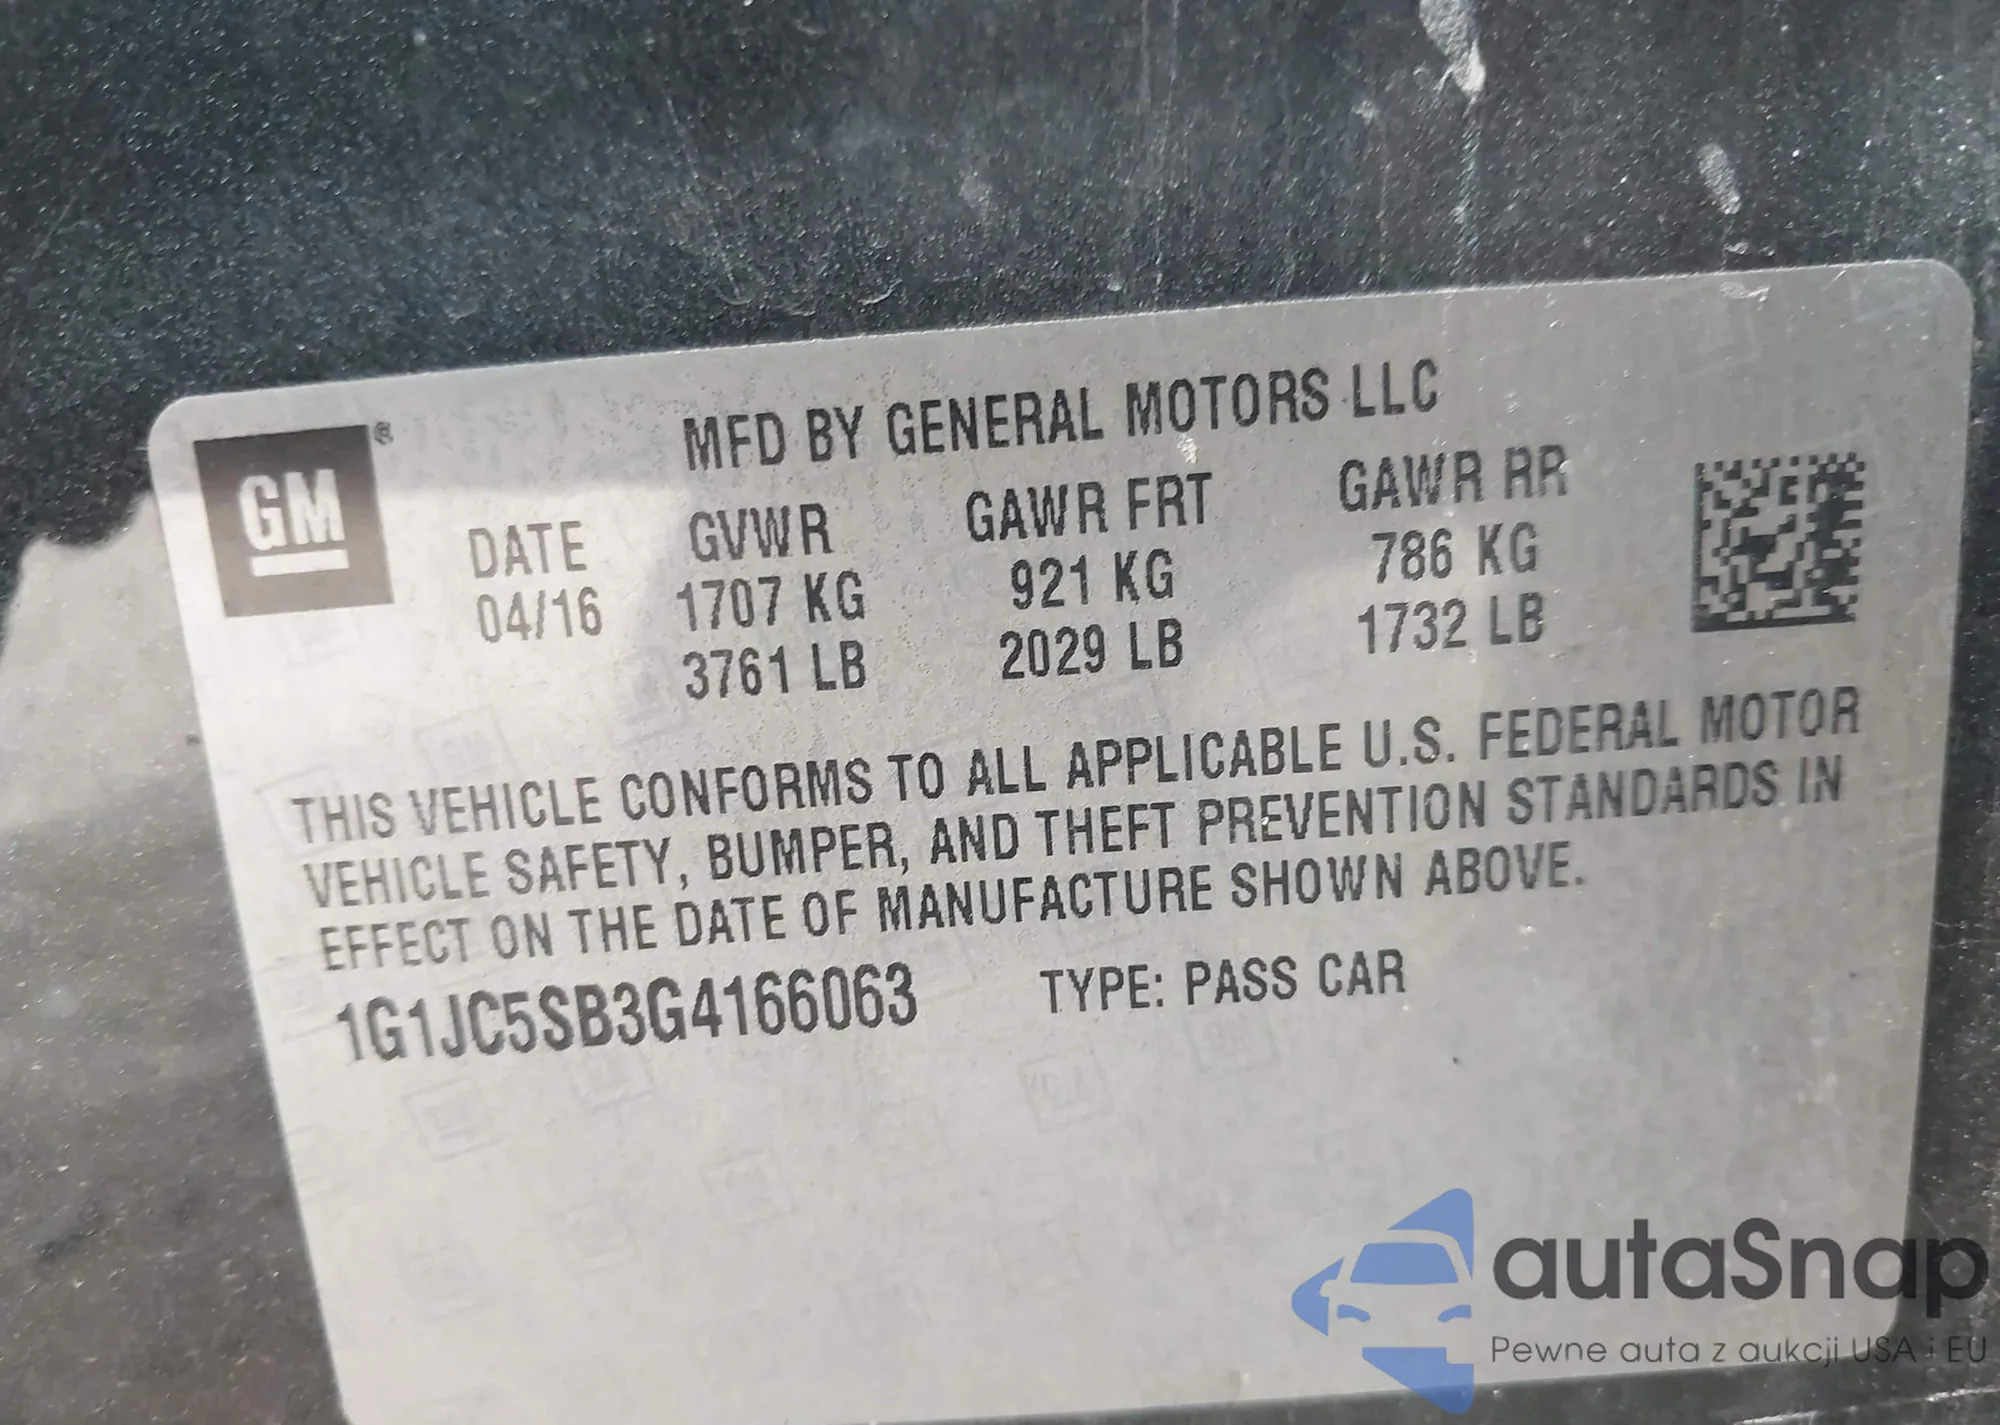 GM ®
MFD BY GENERAL MOTORS LLC
DATE GVWR GAWR FRT GAWR RR
04/16 1707 KG 921 KG 786 KG
3761 LB 2029 LB 1732 LB
THIS VEHICLE CONFORMS TO ALL APPLICABLE U.S. FEDERAL MOTOR
VEHICLE SAFETY, BUMPER, AND THEFT PREVENTION STANDARDS IN
EFFECT ON THE DATE OF MANUFACTURE SHOWN ABOVE.
1G1JC5SB3G4166063 TYPE: PASS CAR
autaSnap
Pewne auta z aukcji USA i EU